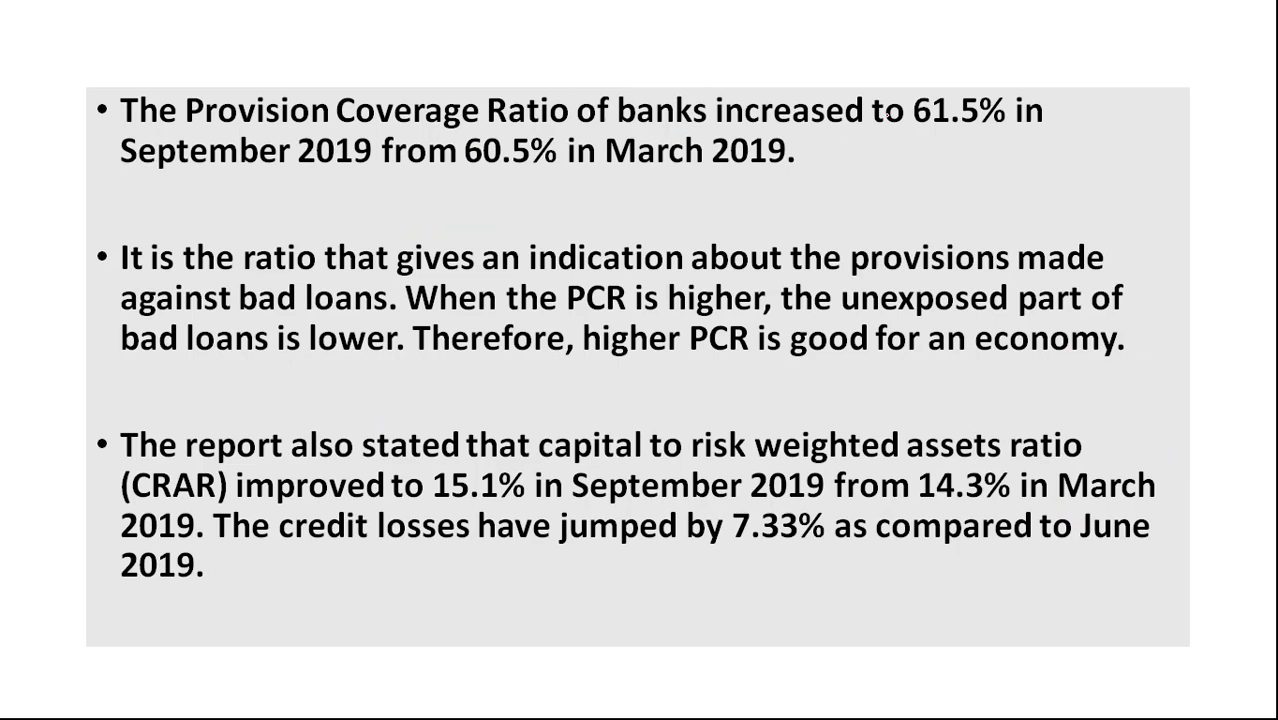 • The Provision Coverage Ratio of banks increased to 61.5% in
September 2019 from 60.5% in March 2019.
• It is the ratio that gives an indication about the provisions made
against bad loans. When the PCR is higher, the unexposed part of
bad loans is lower. Therefore, higher PCR is good for an economy.
• The report also stated that capital to risk weighted assets ratio
(CRAR) improved to 15.1% in September 2019 from 14.3% in March
2019. The credit losses have jumped by 7.33% as compared to June
2019.